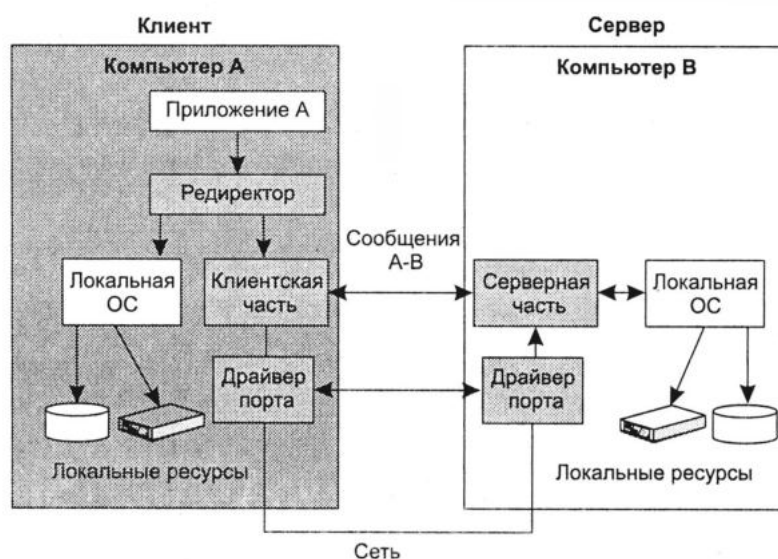 Клиент
Компьютер A
Приложение A
Редиректор
Локальная
ОС
Клиентская
часть
Драйвер
порта
Локальные ресурсы
Сообщения
A-B
Сервер
Компьютер B
Серверная
часть
Локальная
ОС
Драйвер
порта
Локальные ресурсы
Сеть